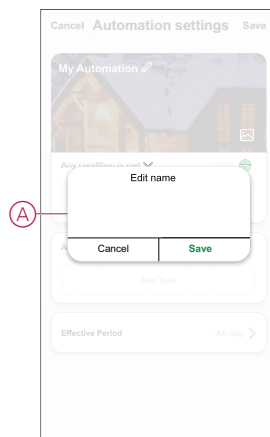 Cancel Automation settings Save
My Automation
Any condition is met
Edit name
A
Cancel Save
Add Task
Effective Period All-Day